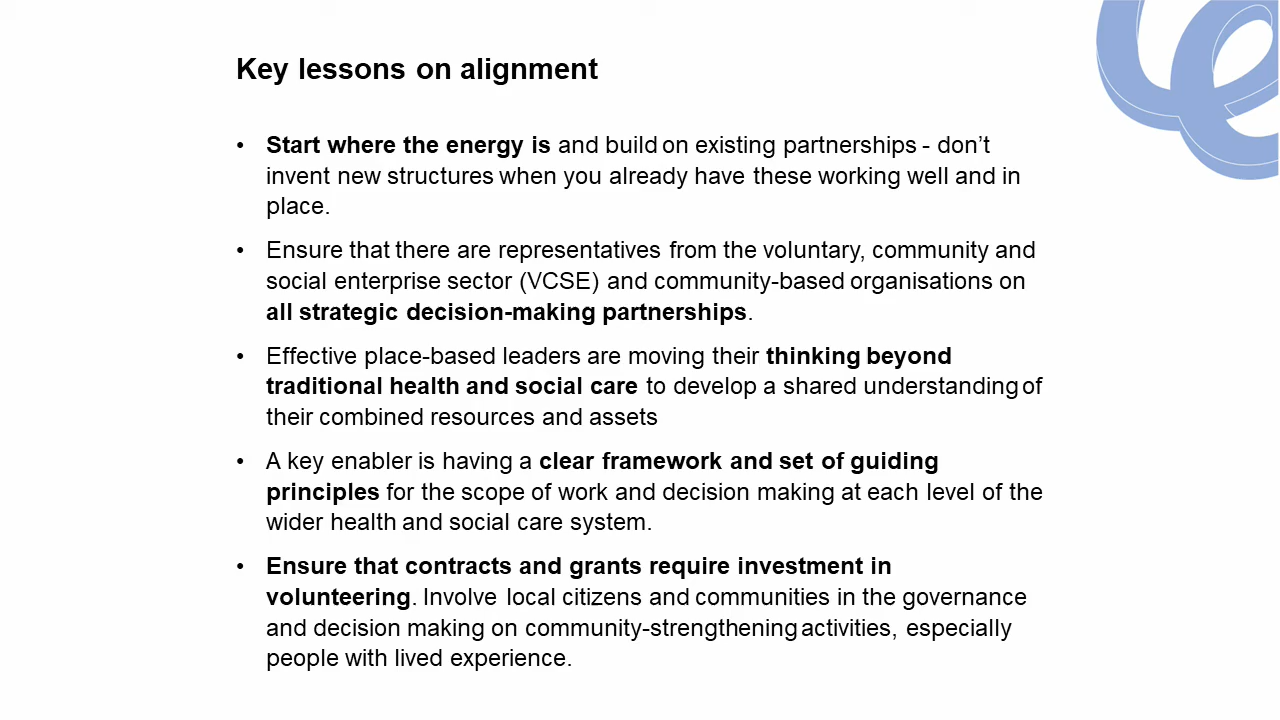 Key lessons on alignment
• Start where the energy is and build on existing partnerships - don’t
invent new structures when you already have these working well and in
place.
• Ensure that there are representatives from the voluntary, community and
social enterprise sector (VCSE) and community-based organisations on
all strategic decision-making partnerships.
• Effective place-based leaders are moving their thinking beyond
traditional health and social care to develop a shared understanding of
their combined resources and assets
• A key enabler is having a clear framework and set of guiding
principles for the scope of work and decision making at each level of the
wider health and social care system.
• Ensure that contracts and grants require investment in
volunteering. Involve local citizens and communities in the governance
and decision making on community-strengthening activities, especially
people with lived experience.